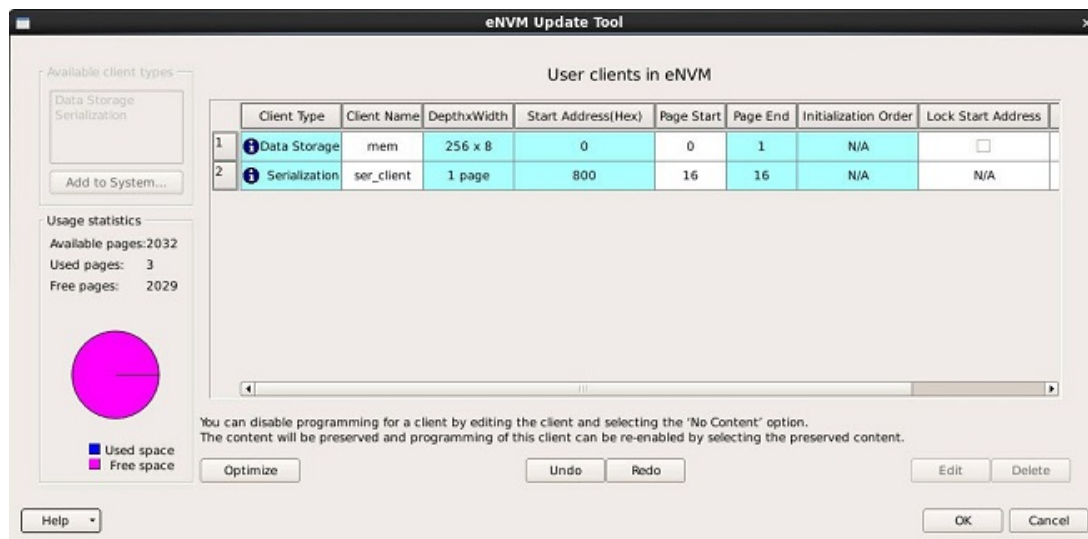 eNVM Update Tool
Available client types
Data Storage
Serialization
Add to System...
Usage statistics
Available pages:2032
Used pages: 3
Free pages: 2029
Used space
Free space
User clients in eNVM
Client Type Client Name DepthxWidth Start Address(Hex) Page Start Page End Initialization Order Lock Start Address
1 Data Storage mem 256 x 8 0 0 1 N/A
2 Serialization ser_client 1 page 800 16 16 N/A N/A
You can disable programming for a client by editing the client and selecting the 'No Content' option.
The content will be preserved and programming of this client can be re-enabled by selecting the preserved content.
Optimize Undo Redo Edit Delete
Help OK Cancel